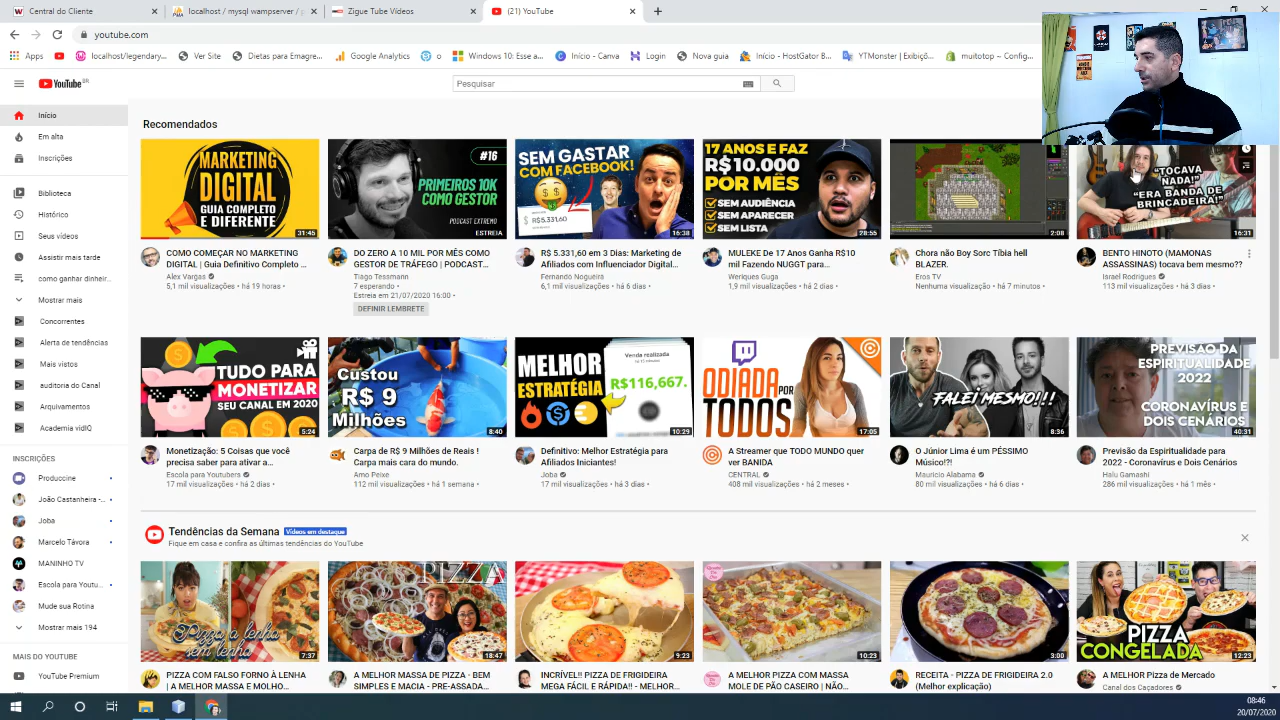 Central do Cliente
localhost / mysql wampserver / p
Zigue Tube Vídeos
(21) YouTube
youtube.com
Apps
localhost/legendary...
Ver Site
Dietas para Emagre...
Google Analytics
o
Windows 10: Esse a...
Início - Canva
Login
Nova guia
Início - HostGator B...
YTMonster | Exibiçõ...
muitotop — Config...
YouTube BR
Pesquisar
Início
Em alta
Inscrições
Biblioteca
Histórico
Seus vídeos
Assistir mais tarde
como ganhar dinheir...
Mostrar mais
Concorrentes
Alerta de tendências
Mais vistos
auditoria do Canal
Arquivamentos
Academia vidIQ
INSCRIÇÕES
Produccine
João Castanheira -...
Joba
Marcelo Távora
MANINHO TV
Escola para Youtu...
Mude sua Rotina
Mostrar mais 194
MAIS DO YOUTUBE
YouTube Premium
Recomendados
MARKETING
DIGITAL
GUIA COMPLETO
E DIFERENTE
31:45
COMO COMEÇAR NO MARKETING
DIGITAL | Guia Definitivo Completo ...
Alex Vargas
5,1 mil visualizações • há 19 horas
#16
PRIMEIROS 10K
COMO GESTOR
PODCAST EXTREMO
ESTREIA
DO ZERO A 10 MIL POR MÊS COMO
GESTOR DE TRÁFEGO | PODCAST...
Tiago Tessmann
7 esperando •
Estreia em 21/07/2020 16:00
DEFINIR LEMBRETE
SEM GASTAR
COM FACEBOOK!
R$5.331,60
16:38
R$ 5.331,60 em 3 Dias: Marketing de
Afiliados com Influenciador Digital...
Fernando Nogueira
6,1 mil visualizações • há 6 dias
17 ANOS E FAZ
R$10.000
POR MÊS
SEM AUDIÊNCIA
SEM APARECER
SEM LISTA
28:55
MULEKE De 17 Anos Ganha R$10
mil Fazendo NUGGT para...
Weriques Guga
1,9 mil visualizações • há 2 dias
2:08
Chora não Boy Sorc Tíbia hell
BLAZER.
Eros TV
Nenhuma visualização • há 7 minutos
"TOCAVA
NADA!"
"ERA BANDA DE
BRINCADEIRA!"
16:31
BENTO HINOTO (MAMONAS
ASSASSINAS) tocava bem mesmo??
Israel Rodrigues
113 mil visualizações • há 3 dias
TUDO PARA
MONETIZAR
SEU CANAL EM 2020
5:24
Monetização: 5 Coisas que você
precisa saber para ativar a...
Escola para Youtubers
17 mil visualizações • há 2 dias
Custou
R$ 9
Milhões
8:40
Carpa de R$ 9 Milhões de Reais !
Carpa mais cara do mundo.
Amo Peixe
112 mil visualizações • há 1 semana
MELHOR
ESTRATÉGIA
Venda realizada
R$116,667.
10:29
Definitivo: Melhor Estratégia para
Afiliados Iniciantes!
Joba
17 mil visualizações • há 3 dias
ODIADA POR
TODOS
17:05
A Streamer que TODO MUNDO quer
ver BANIDA
CENTRAL
408 mil visualizações • há 2 meses
FALEI MESMO!!!
8:36
O Júnior Lima é um PÉSSIMO
Músico!?!
Mauricio Alabama
80 mil visualizações • há 6 dias
PREVISÃO DA
ESPIRITUALIDADE
2022
CORONAVÍRUS E
DOIS CENÁRIOS
40:31
Previsão da Espiritualidade para
2022 - Coronavírus e Dois Cenários
Halu Gamashi
286 mil visualizações • há 1 mês
Tendências da Semana
Vídeos em destaque
Fique em casa e confira as últimas tendências do YouTube
Pizza a lenha
sem lenha
7:37
PIZZA COM FALSO FORNO À LENHA
| A MELHOR MASSA E MOLHO...
PIZZA
18:47
A MELHOR MASSA DE PIZZA - BEM
SIMPLES E MACIA - PRE-ASSADA...
9:23
INCRÍVEL!! PIZZA DE FRIGIDEIRA
MEGA FÁCIL E RÁPIDA!! - MELHOR...
10:23
A MELHOR PIZZA COM MASSA
MOLE DE PÃO CASEIRO | NÃO...
3:00
RECEITA - PIZZA DE FRIGIDEIRA 2.0
(Melhor explicação)
PIZZA
CONGELADA
12:23
A MELHOR Pizza de Mercado
Canal dos Caçadores
08:46
20/07/2020